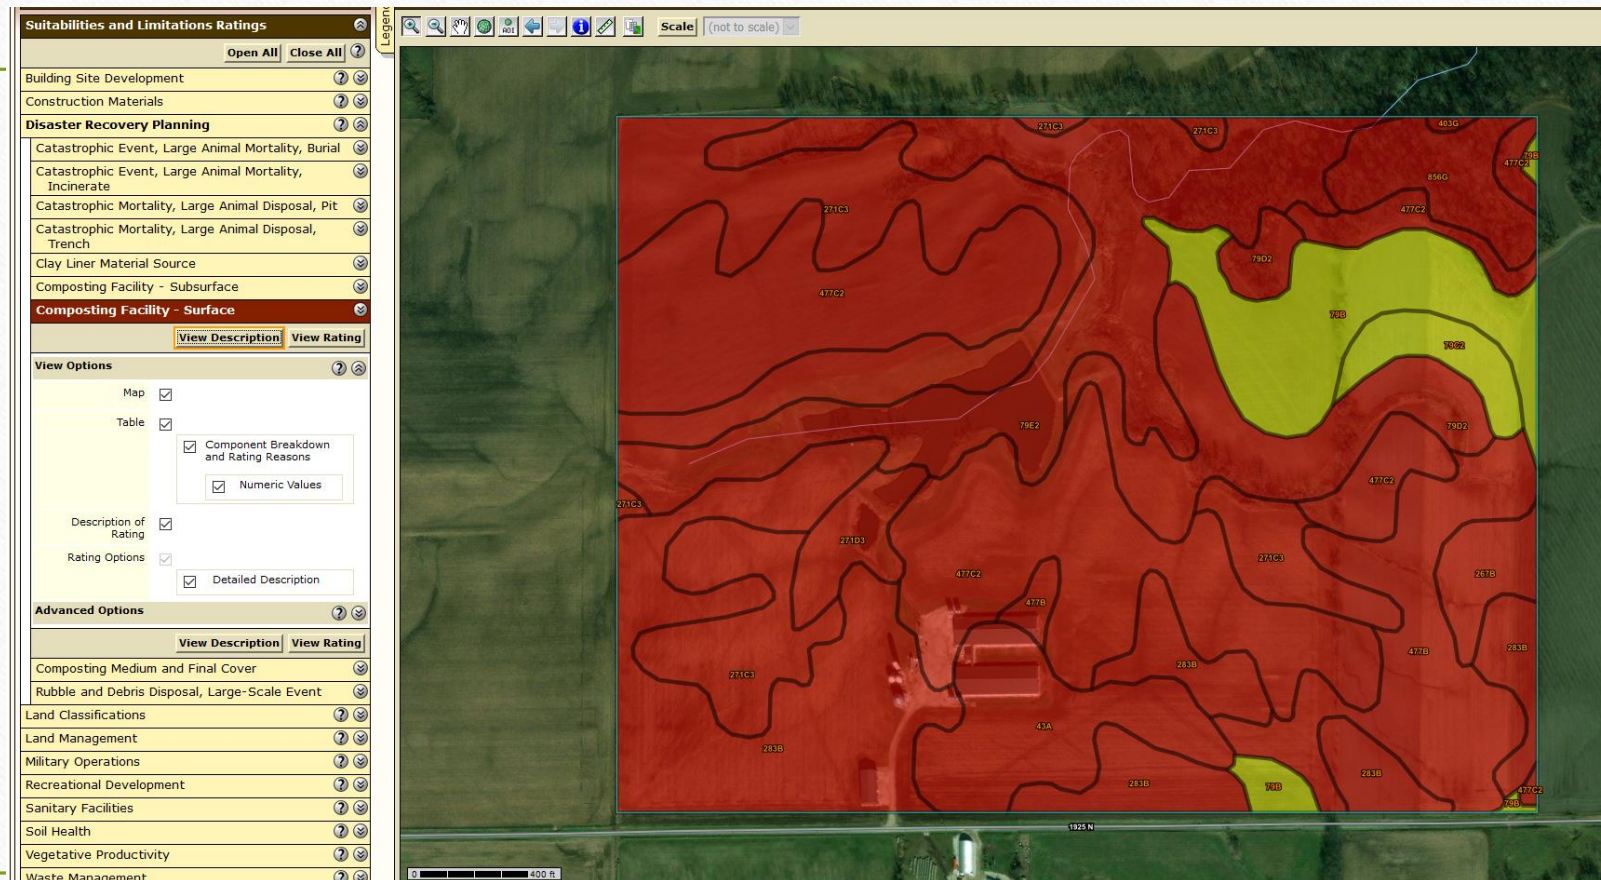 Suitabilities and Limitations Ratings
Open All Close All
Building Site Development
Construction Materials
Disaster Recovery Planning
Catastrophic Event, Large Animal Mortality, Burial
Catastrophic Event, Large Animal Mortality,
Incinerate
Catastrophic Mortality, Large Animal Disposal, Pit
Catastrophic Mortality, Large Animal Disposal,
Trench
Clay Liner Material Source
Composting Facility - Subsurface
Composting Facility - Surface
View Description View Rating
View Options
Map
Table
Component Breakdown
and Rating Reasons
Numeric Values
Description of
Rating
Rating Options
Detailed Description
Advanced Options
View Description View Rating
Composting Medium and Final Cover
Rubble and Debris Disposal, Large-Scale Event
Land Classifications
Land Management
Military Operations
Recreational Development
Sanitary Facilities
Soil Health
Vegetative Productivity
Waste Management
Legend
AOI
Scale (not to scale)
271C3
271C3
403G
79B
477C2
856G
271C3
477C2
79D2
477C2
79B
79C2
79E2
79D2
477C2
271C3
271D3
271C3
477C2
267B
477B
477B
283B
283B
271C3
43A
283B
283B
283B
79B
477C2
79B
1925 N
0 400 ft